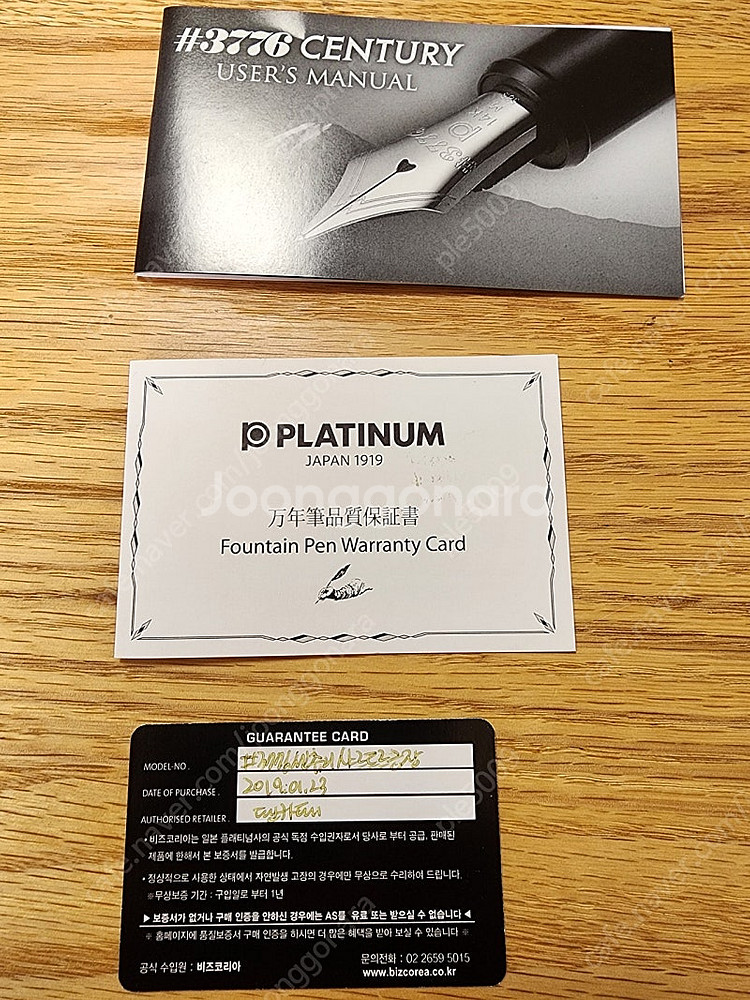 #3776 CENTURY
USER'S MANUAL
14K
P
#3776
PLATINUM
JAPAN 1919
Joonggonara
万年筆品質保証書
Fountain Pen Warranty Card
GUARANTEE CARD
MODEL-NO.
DATE OF PURCHASE. 2019.01.23
AUTHORISED RETAILER.
• 비즈코리아는 일본 플래티넘사의 공식 독점 수입권자로서 당사로 부터 공급, 판매된
제품에 한해서 본 보증서를 발급합니다.
• 정상적으로 사용한 상태에서 자연발생 고장의 경우에만 무상으로 수리하여 드립니다.
※무상보증 기간 : 구입일로 부터 1년
▶ 보증서가 없거나 구매 인증을 안하신 경우에는 AS를 유료 또는 받으실 수 없습니다 ◀
※ 홈페이지에 품질보증서 구매 인증을 하시면 더 많은 혜택을 받아 보실 수 있습니다 ※
공식 수입원 : 비즈코리아
문의전화 : 02 2659 5015
www.bizcorea.co.kr